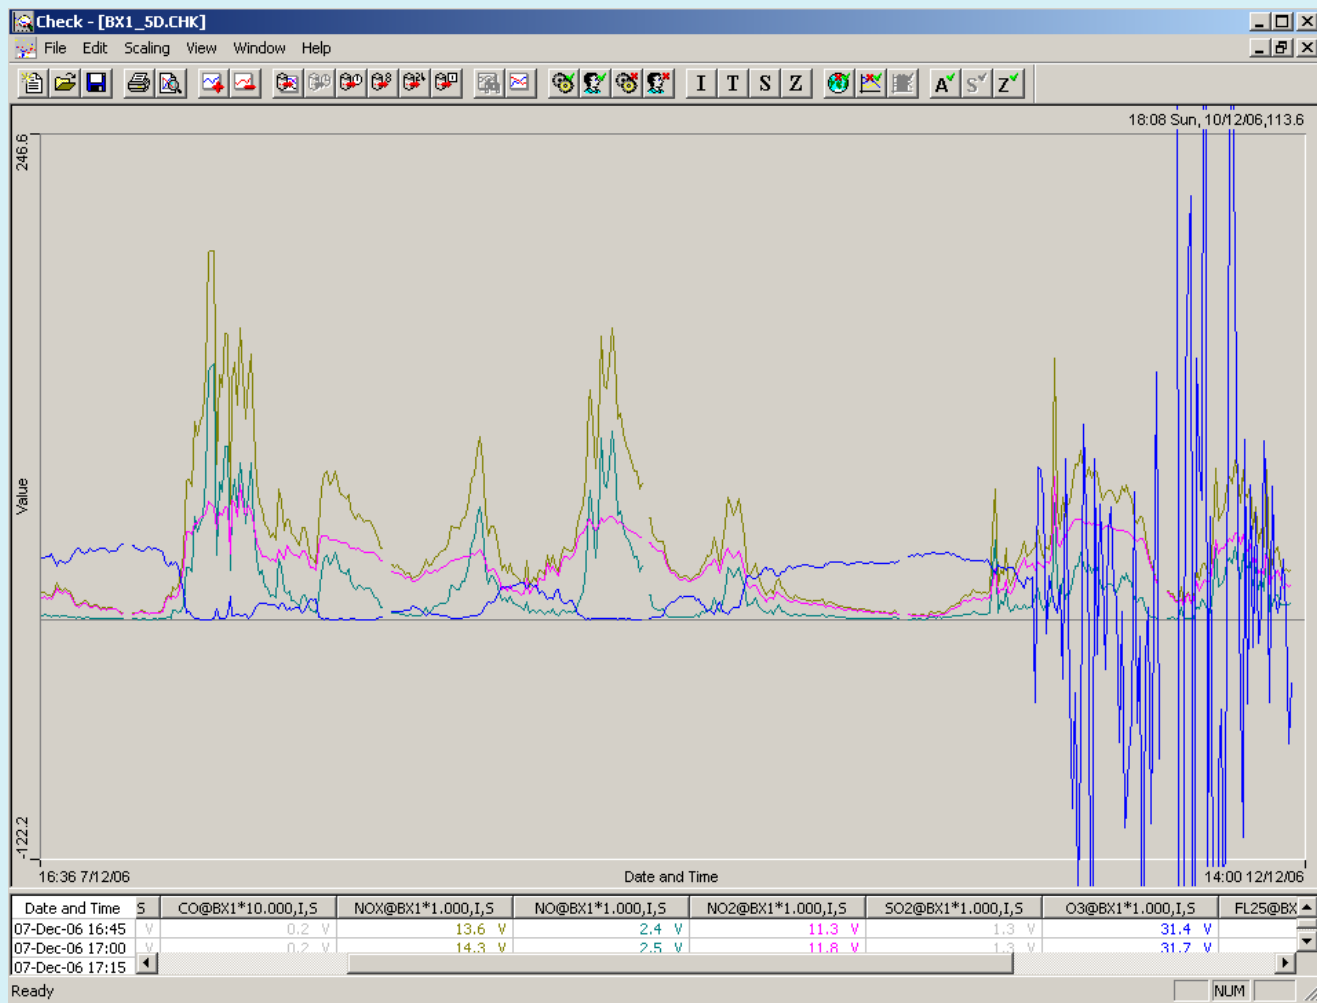 Check - [BX1_5D.CHK]
File Edit Scaling View Window Help
I T S Z A S Z
18:08 Sun, 10/12/06,113.6
246.6
Value
-122.2
16:36 7/12/06 Date and Time 14:00 12/12/06
Date and Time S CO@BX1*10.000,I,S NOX@BX1*1.000,I,S NO@BX1*1.000,I,S NO2@BX1*1.000,I,S SO2@BX1*1.000,I,S O3@BX1*1.000,I,S FL25@BX
07-Dec-06 16:45 V 0.2 V 13.6 V 2.4 V 11.3 V 1.3 V 31.4 V
07-Dec-06 17:00 V 0.2 V 14.3 V 2.5 V 11.8 V 1.3 V 31.7 V
07-Dec-06 17:15
Ready NUM